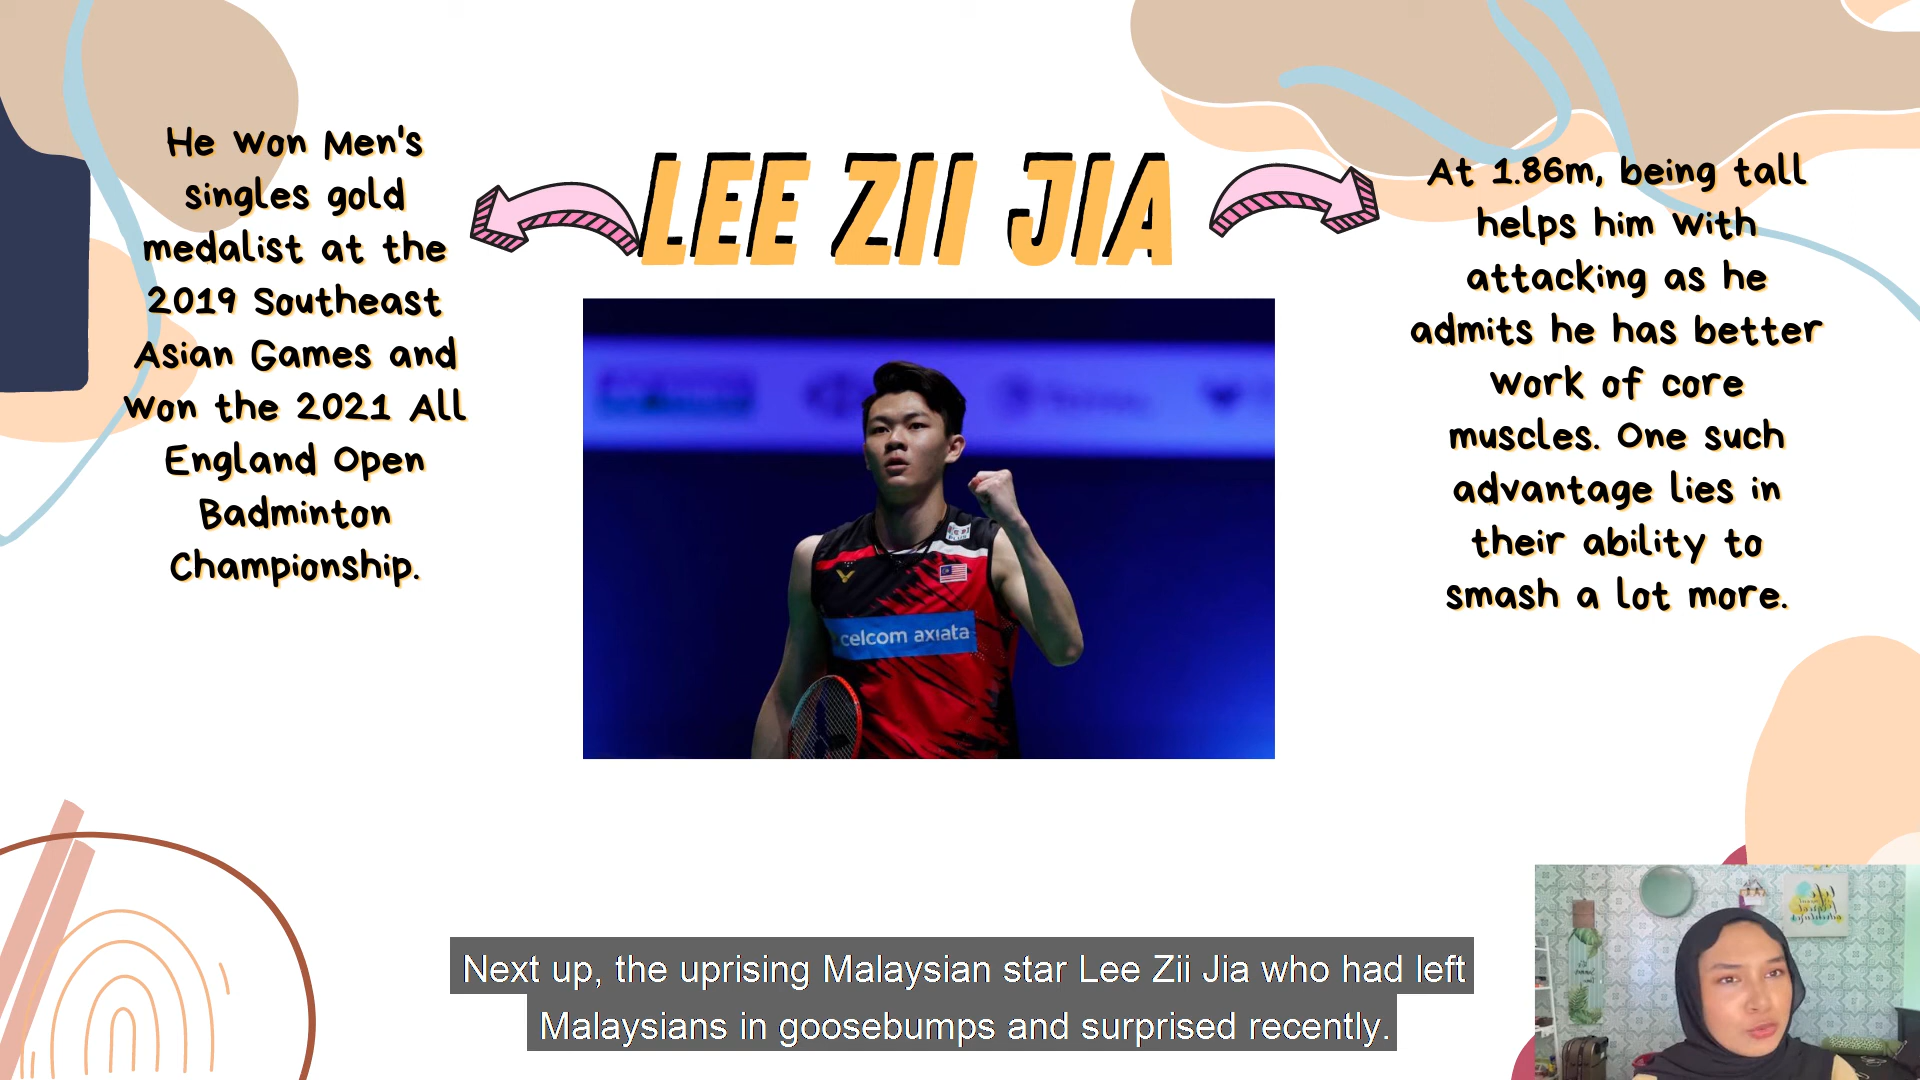 He Won Men's
singles gold
medalist at the
2019 Southeast
Asian Games and
won the 2021 All
England Open
Badminton
Championship.
LEE ZII JIA
At 1.86m, being tall
helps him with
attacking as he
admits he has better
work of core
muscles. One such
advantage lies in
their ability to
smash a lot more.
celcom axiata
Next up, the uprising Malaysian star Lee Zii Jia who had left
Malaysians in goosebumps and surprised recently.